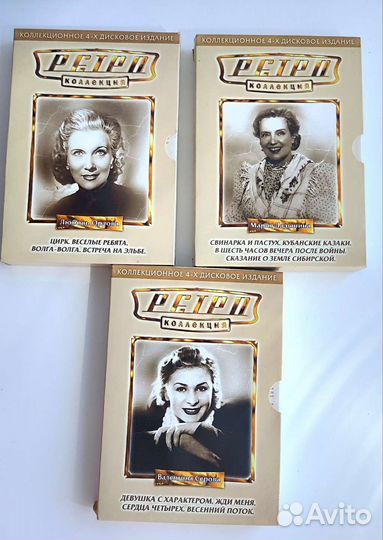 КОЛЛЕКЦИОННОЕ 4-Х ДИСКОВОЕ ИЗДАНИЕ
РЕТРО
КОЛЛЕКЦИЯ
Любовь Орлова
ЦИРК. ВЕСЕЛЫЕ РЕБЯТА.
ВОЛГА-ВОЛГА. ВСТРЕЧА НА ЭЛЬБЕ.
КОЛЛЕКЦИОННОЕ 4-Х ДИСКОВОЕ ИЗДАНИЕ
РЕТРО
КОЛЛЕКЦИЯ
Марина Ладынина
СВИНАРКА И ПАСТУХ. КУБАНСКИЕ КАЗАКИ.
В ШЕСТЬ ЧАСОВ ВЕЧЕРА ПОСЛЕ ВОЙНЫ.
СКАЗАНИЕ О ЗЕМЛЕ СИБИРСКОЙ.
КОЛЛЕКЦИОННОЕ 4-Х ДИСКОВОЕ ИЗДАНИЕ
РЕТРО
КОЛЛЕКЦИЯ
Валентина Серова
ДЕВУШКА С ХАРАКТЕРОМ. ЖДИ МЕНЯ.
СЕРДЦА ЧЕТЫРЕХ. ВЕСЕННИЙ ПОТОК.
Avito